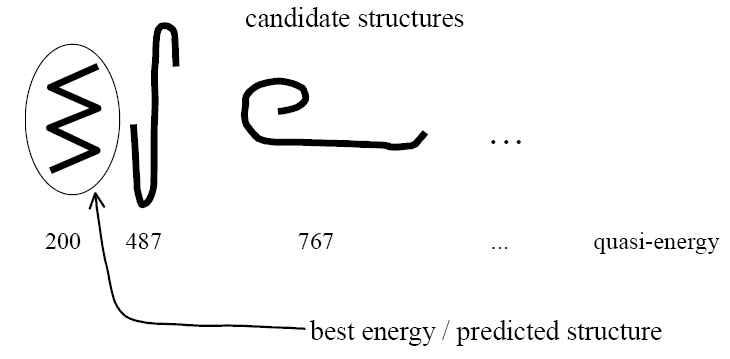 candidate structures
...
200 487 767 ... quasi-energy
best energy / predicted structure